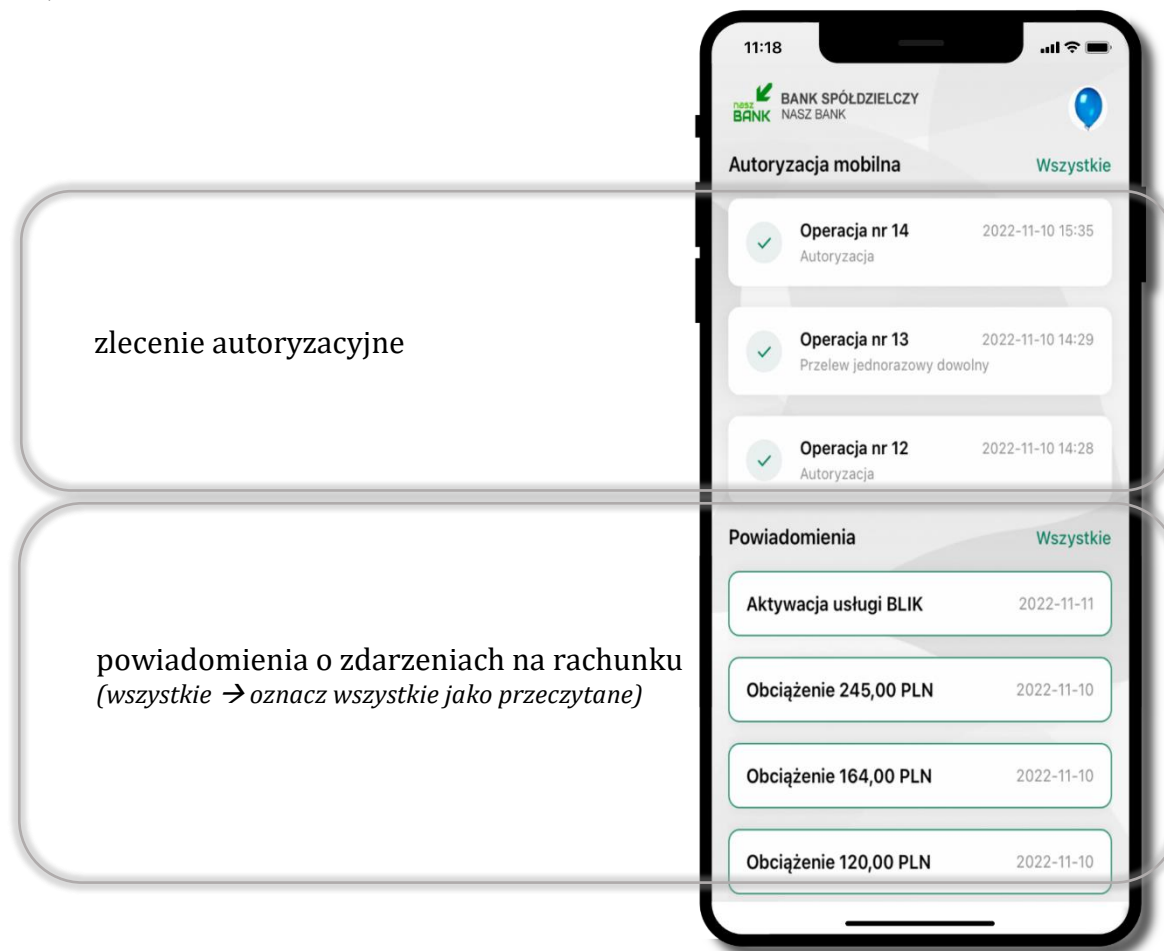 11:18
nasz BANK
BANK SPÓŁDZIELCZY
NASZ BANK
Autoryzacja mobilna Wszystkie
Operacja nr 14 2022-11-10 15:35
Autoryzacja
zlecenie autoryzacyjne
Operacja nr 13 2022-11-10 14:29
Przelew jednorazowy dowolny
Operacja nr 12 2022-11-10 14:28
Autoryzacja
Powiadomienia Wszystkie
Aktywacja usługi BLIK 2022-11-11
powiadomienia o zdarzeniach na rachunku
(wszystkie → oznacz wszystkie jako przeczytane)
Obciążenie 245,00 PLN 2022-11-10
Obciążenie 164,00 PLN 2022-11-10
Obciążenie 120,00 PLN 2022-11-10